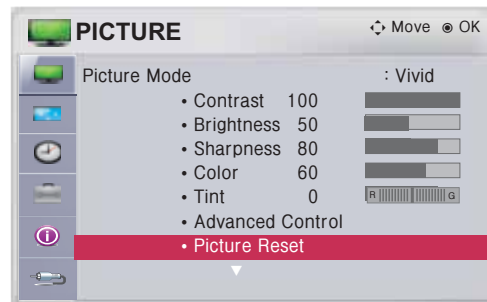 PICTURE Move OK
Picture Mode : Vivid
• Contrast 100
• Brightness 50
• Sharpness 80
• Color 60
• Tint 0 R G
• Advanced Control
• Picture Reset